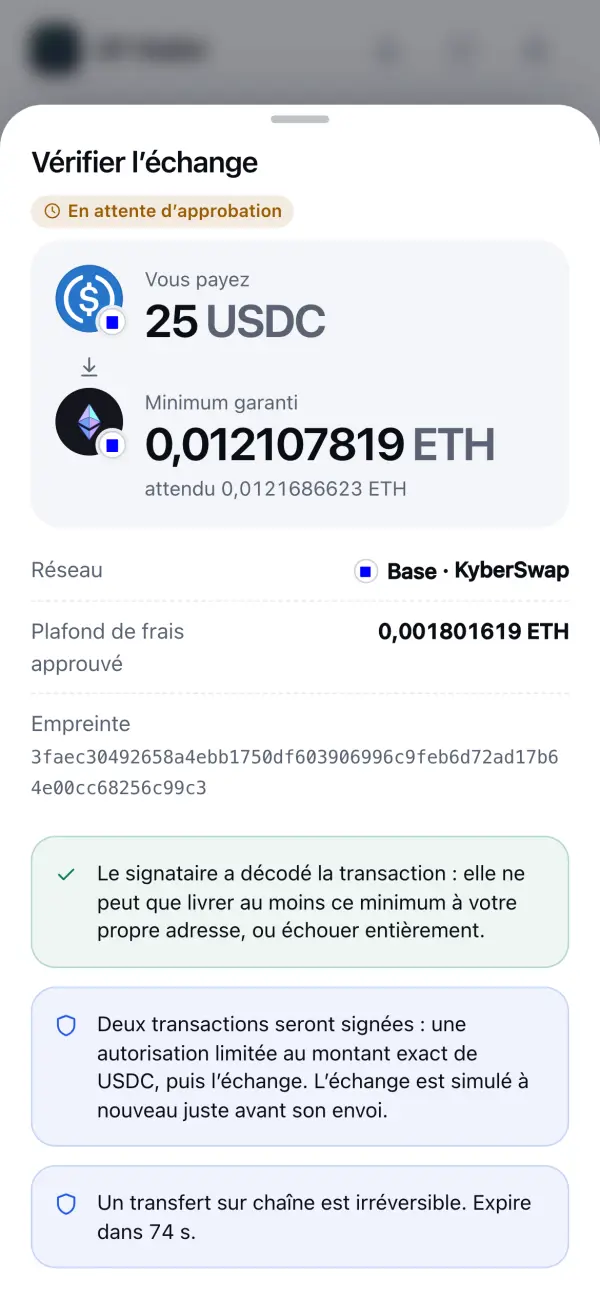 Vérifier l’échange
En attente d’approbation
Vous payez
25 USDC
Minimum garanti
0,012107819 ETH
attendu 0,0121686623 ETH
Réseau
Base · KyberSwap
Plafond de frais
approuvé
0,001801619 ETH
Empreinte
3faec30492658a4ebb1750df603906996c9feb6d72ad17b6
4e00cc68256c99c3
Le signataire a décodé la transaction : elle ne
peut que livrer au moins ce minimum à votre
propre adresse, ou échouer entièrement.
Deux transactions seront signées : une
autorisation limitée au montant exact de
USDC, puis l’échange. L’échange est simulé à
nouveau juste avant son envoi.
Un transfert sur chaîne est irréversible. Expire
dans 74 s.